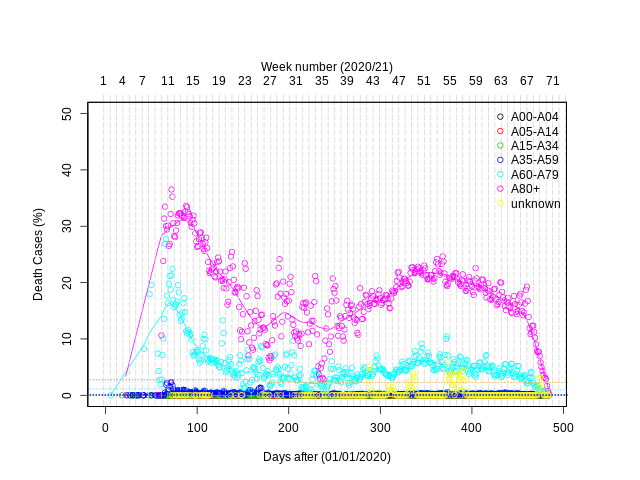 Week number (2020/21)
1 4 7 11 15 19 23 27 31 35 39 43 47 51 55 59 63 67 71
50
40
30
20
10
0
Death Cases (%)
A00-A04
A05-A14
A15-A34
A35-A59
A60-A79
A80+
unknown
0 100 200 300 400 500
Days after (01/01/2020)